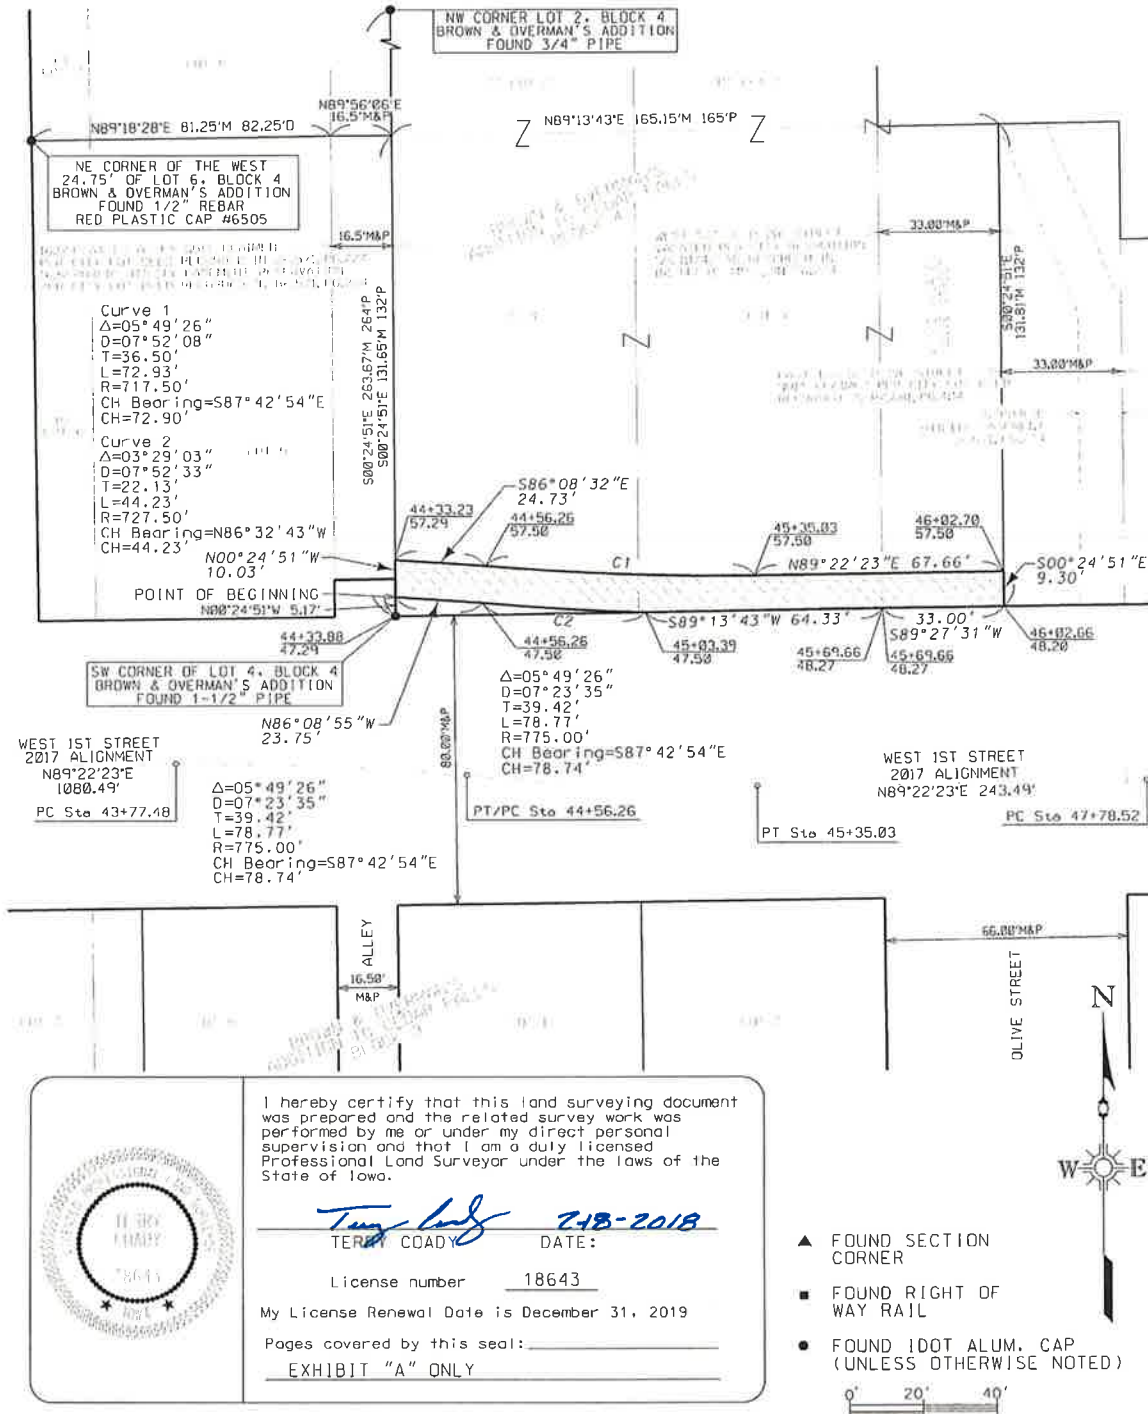 NW CORNER LOT 2, BLOCK 4
BROWN & OVERMAN'S ADDITION
FOUND 3/4" PIPE
N89°56'06"E
16.5'M&P
N89°18'28"E 81.25'M 82.25'D
N89°13'43"E 165.15'M 165'P
NE CORNER OF THE WEST
24.75' OF LOT 6, BLOCK 4
BROWN & OVERMAN'S ADDITION
FOUND 1/2" REBAR
RED PLASTIC CAP #6505
16.5'M&P
33.00'M&P
S00°24'51"E
131.81'M 132'P
33.00'M&P
S00°24'51"E 263.67'M 264'P
S00°24'51"E 131.65'M 132'P
Curve 1
Δ=05°49'26"
D=07°52'08"
T=36.50'
L=72.93'
R=717.50'
CH Bearing=S87°42'54"E
CH=72.90'
Curve 2
Δ=03°29'03"
D=07°52'33"
T=22.13'
L=44.23'
R=727.50'
CH Bearing=N86°32'43"W
CH=44.23'
S86°08'32"E
24.73'
44+33.23
57.29
44+56.26
57.50
45+35.03
57.50
46+02.70
57.50
N00°24'51"W
10.03'
C1
N89°22'23"E 67.66'
S00°24'51"E
9.30'
POINT OF BEGINNING
N00°24'51"W 5.17'
C2
S89°13'43"W 64.33'
33.00'
S89°27'31"W
44+33.88
47.29
44+56.26
47.50
45+03.39
47.50
45+69.66
48.27
45+69.66
48.27
46+02.66
48.20
SW CORNER OF LOT 4, BLOCK 4
BROWN & OVERMAN'S ADDITION
FOUND 1-1/2" PIPE
N86°08'55"W
23.75'
80.00'M&P
Δ=05°49'26"
D=07°23'35"
T=39.42'
L=78.77'
R=775.00'
CH Bearing=S87°42'54"E
CH=78.74'
WEST 1ST STREET
2017 ALIGNMENT
N89°22'23"E
1080.49'
PC Sta 43+77.48
Δ=05°49'26"
D=07°23'35"
T=39.42'
L=78.77'
R=775.00'
CH Bearing=S87°42'54"E
CH=78.74'
PT/PC Sta 44+56.26
PT Sta 45+35.03
WEST 1ST STREET
2017 ALIGNMENT
N89°22'23"E 243.49'
PC Sta 47+78.52
ALLEY
16.50'
M&P
66.00'M&P
OLIVE STREET
N
W E
I hereby certify that this land surveying document
was prepared and the related survey work was
performed by me or under my direct personal
supervision and that I am a duly licensed
Professional Land Surveyor under the laws of the
State of Iowa.
TERRY COADY DATE:
License number 18643
My License Renewal Date is December 31, 2019
Pages covered by this seal:
EXHIBIT "A" ONLY
TERRY
COADY
18643
IOWA
▲ FOUND SECTION
CORNER
■ FOUND RIGHT OF
WAY RAIL
● FOUND IDOT ALUM. CAP
(UNLESS OTHERWISE NOTED)
0' 20' 40'